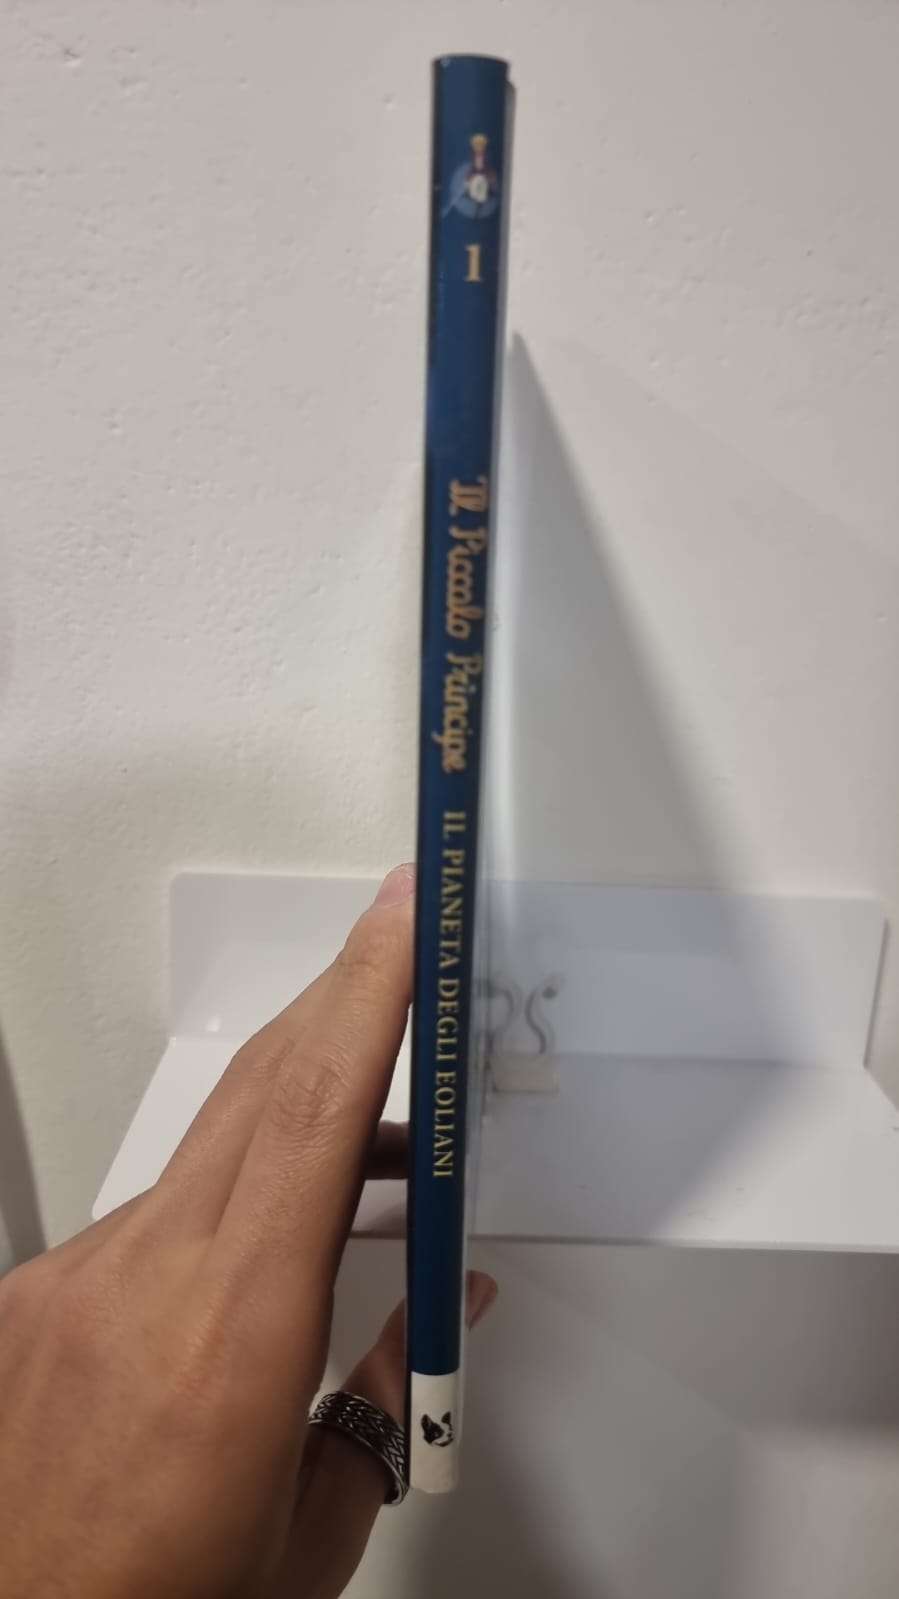 1
Il Piccolo Principe IL PIANETA DEGLI EOLIANI